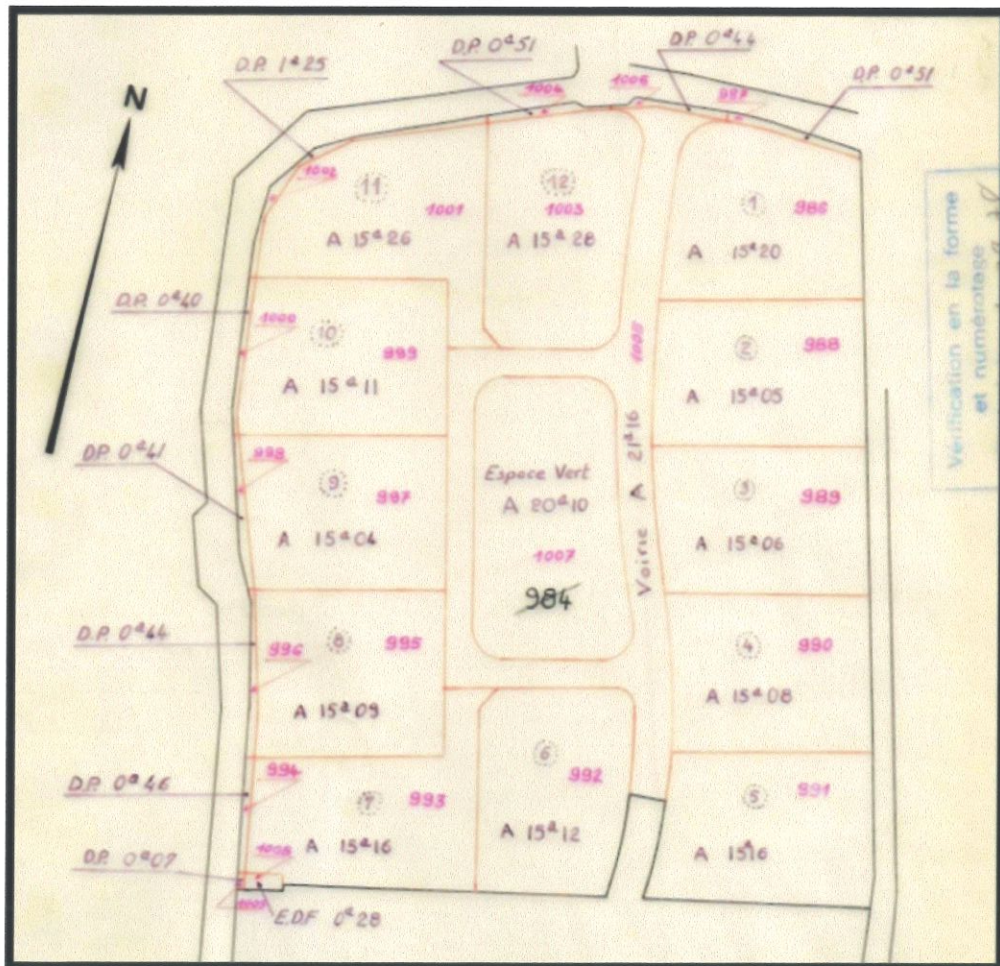 D.P. 0ᵃ51
D.P. 0ᵃ44
D.P. 1ᵃ25
D.P. 0ᵃ51
N
1004
1006
987
1002
11
1001
A 15ᵃ26
12
1003
A 15ᵃ28
1
986
A 15ᵃ20
D.P. 0ᵃ40
1000
10
999
A 15ᵃ11
2
988
A 15ᵃ05
Vérification en la forme
et numérotage
D.P. 0ᵃ41
998
9
997
A 15ᵃ04
Espace Vert
A 20ᵃ10
1007
984
Voirie A 21ᵃ16
3
989
A 15ᵃ06
D.P. 0ᵃ44
996
8
995
A 15ᵃ09
4
990
A 15ᵃ08
D.P. 0ᵃ46
994
7
993
A 15ᵃ16
6
992
A 15ᵃ12
5
991
A 15ᵃ16
D.P. 0ᵃ07
E.D.F 0ᵃ28